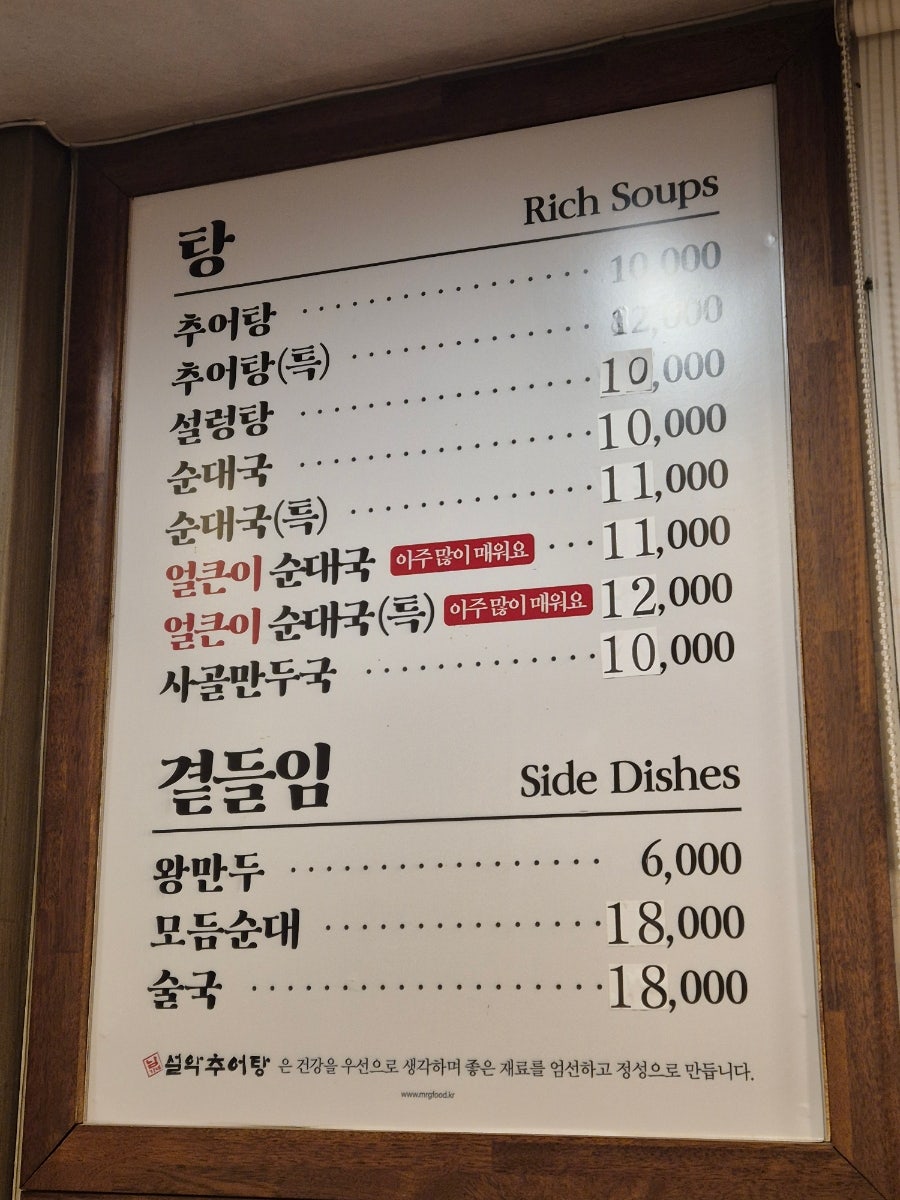 탕 Rich Soups
추어탕 ···················· 10,000
추어탕(특) ················ 12,000
설렁탕 ···················· 10,000
순대국 ···················· 10,000
순대국(특) ················ 11,000
얼큰이 순대국 아주 많이 매워요 ··· 11,000
얼큰이 순대국(특) 아주 많이 매워요 12,000
사골만두국 ··············· 10,000
곁들임 Side Dishes
왕만두 ···················· 6,000
모듬순대 ················· 18,000
술국 ······················ 18,000
설악추어탕 은 건강을 우선으로 생각하며 좋은 재료를 엄선하고 정성으로 만듭니다.
www.mrgfood.kr